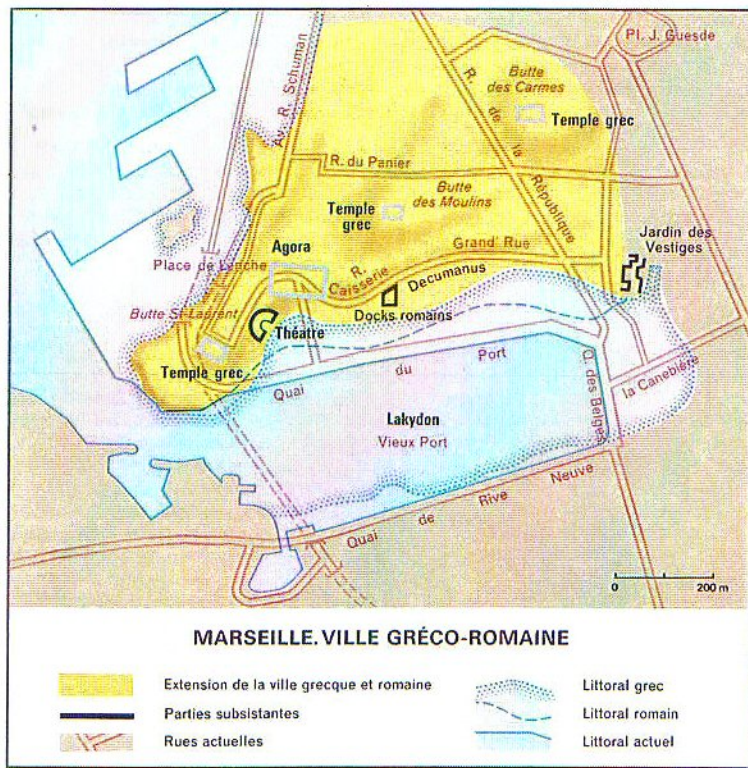 Pl. J. Guesde
Av. R. Schuman
R. de la République
Butte
des Carmes
Temple grec
R. du Panier
Butte
des Moulins
Temple
grec
Jardin des
Vestiges
Agora
Grand' Rue
Place de Lenche
R. Caisserie
Decumanus
Butte St-Laurent
Docks romains
Théatre
Temple grec
Quai du Port
Q. des Belges
la Canebière
Lakydon
Vieux Port
Quai de Rive Neuve
0 200 m
MARSEILLE. VILLE GRÉCO-ROMAINE
Extension de la ville grecque et romaine
Littoral grec
Parties subsistantes
Littoral romain
Rues actuelles
Littoral actuel